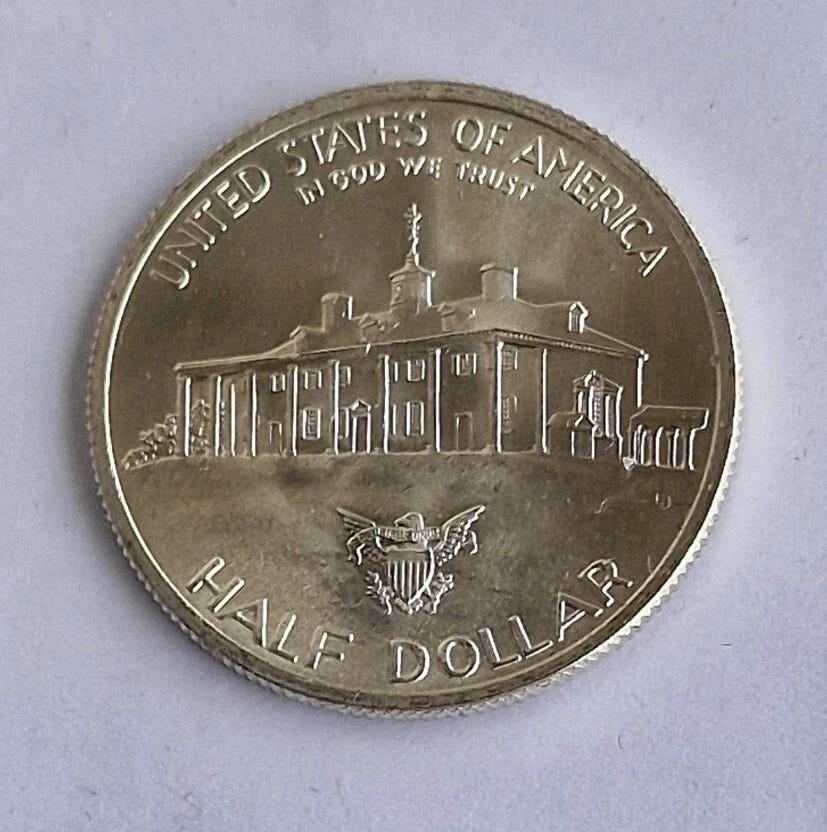 UNITED STATES OF AMERICA
IN GOD WE TRUST
HALF DOLLAR